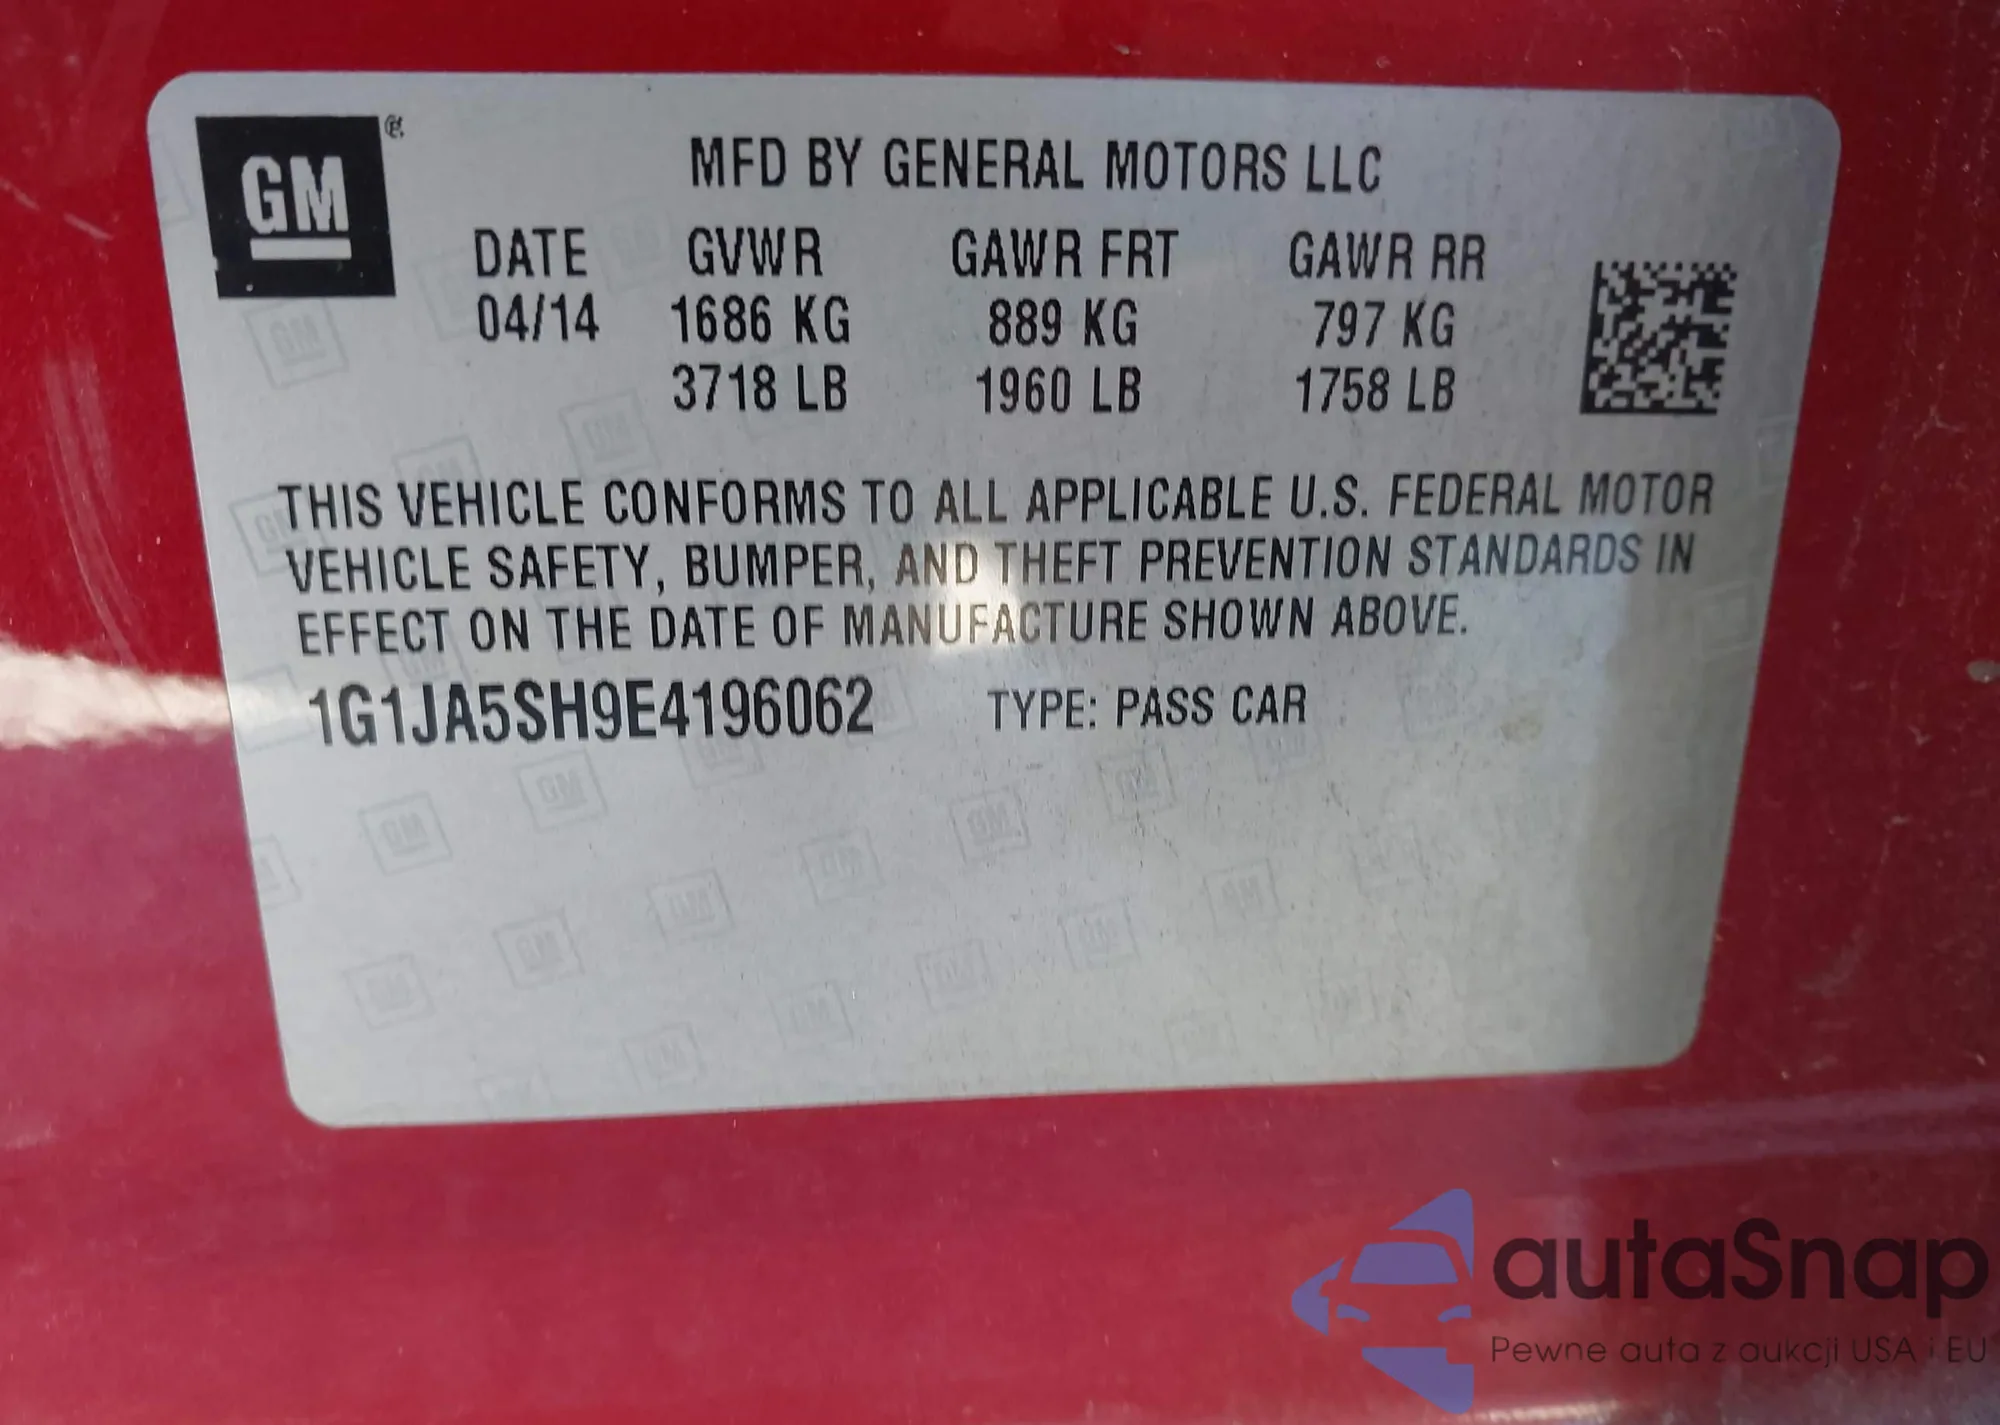 GM
MFD BY GENERAL MOTORS LLC
DATE GVWR GAWR FRT GAWR RR
04/14 1686 KG 889 KG 797 KG
3718 LB 1960 LB 1758 LB
THIS VEHICLE CONFORMS TO ALL APPLICABLE U.S. FEDERAL MOTOR
VEHICLE SAFETY, BUMPER, AND THEFT PREVENTION STANDARDS IN
EFFECT ON THE DATE OF MANUFACTURE SHOWN ABOVE.
1G1JA5SH9E4196062 TYPE: PASS CAR
autaSnap
Pewne auta z aukcji USA i EU